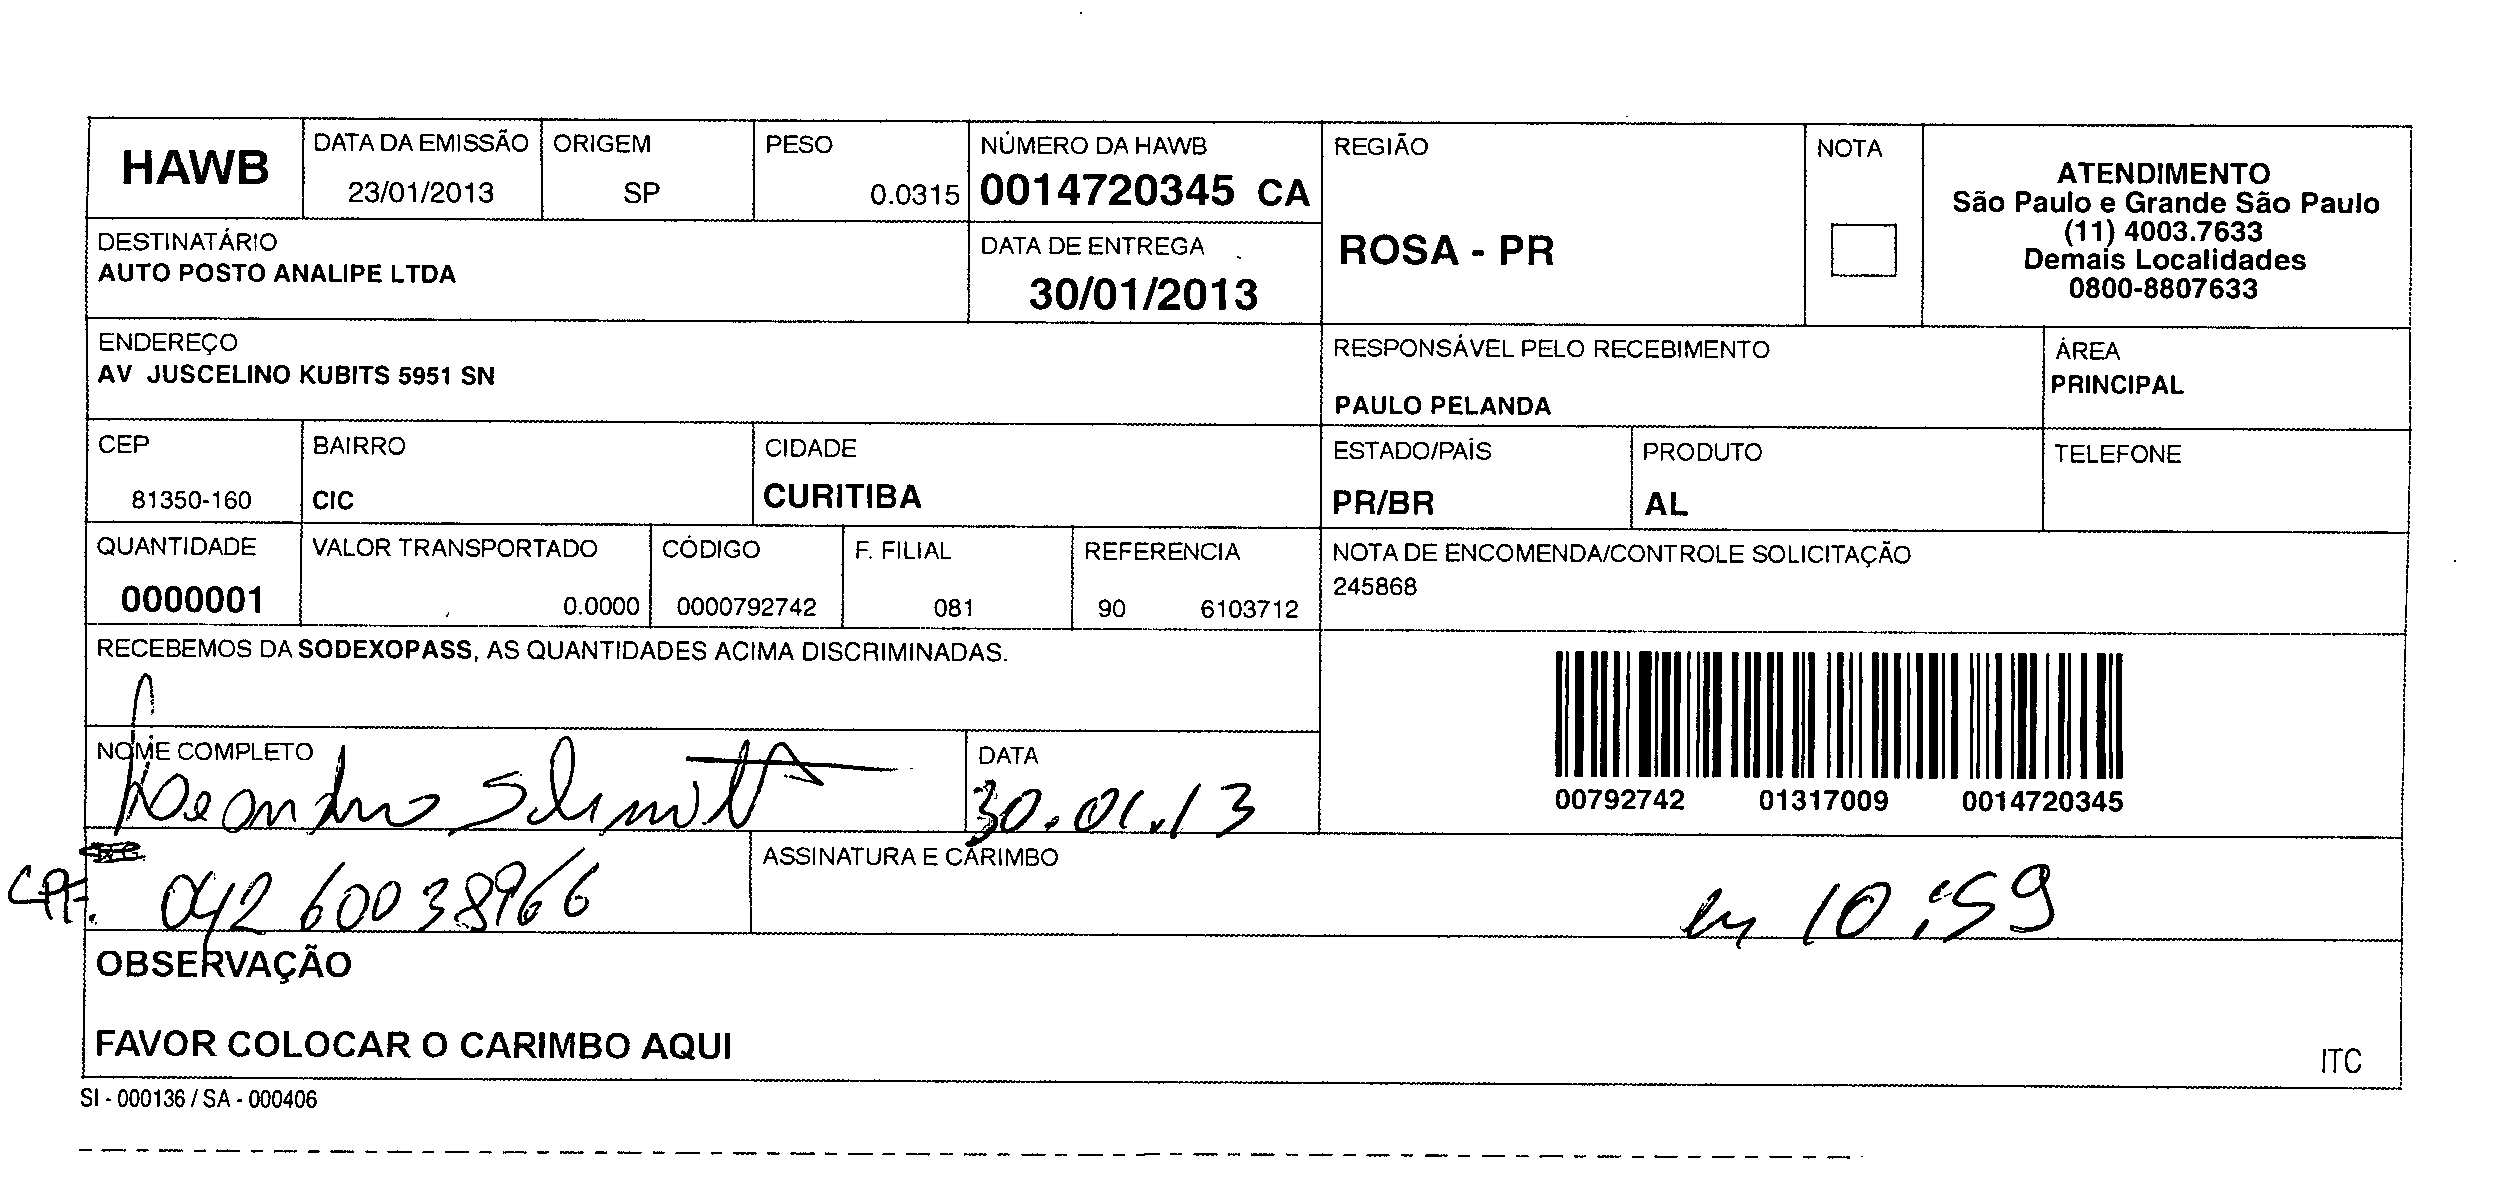 HAWB
DATA DA EMISSÃO
23/01/2013
ORIGEM
SP
PESO
0.0315
NÚMERO DA HAWB
0014720345 CA
REGIÃO
ROSA - PR
NOTA
ATENDIMENTO
São Paulo e Grande São Paulo
(11) 4003.7633
Demais Localidades
0800-8807633
DESTINATÁRIO
AUTO POSTO ANALIPE LTDA
DATA DE ENTREGA
30/01/2013
ENDEREÇO
AV JUSCELINO KUBITS 5951 SN
RESPONSÁVEL PELO RECEBIMENTO
PAULO PELANDA
ÁREA
PRINCIPAL
CEP
81350-160
BAIRRO
CIC
CIDADE
CURITIBA
ESTADO/PAÍS
PR/BR
PRODUTO
AL
TELEFONE
QUANTIDADE
0000001
VALOR TRANSPORTADO
0.0000
CÓDIGO
0000792742
F. FILIAL
081
REFERENCIA
90 6103712
NOTA DE ENCOMENDA/CONTROLE SOLICITAÇÃO
245868
RECEBEMOS DA SODEXOPASS, AS QUANTIDADES ACIMA DISCRIMINADAS.
00792742 01317009 0014720345
NOME COMPLETO
Leandro Schmitt
DATA
30.01.13
CPF. 04260038966
ASSINATURA E CARIMBO
10:59
OBSERVAÇÃO
FAVOR COLOCAR O CARIMBO AQUI
ITC
SI - 000136 / SA - 000406